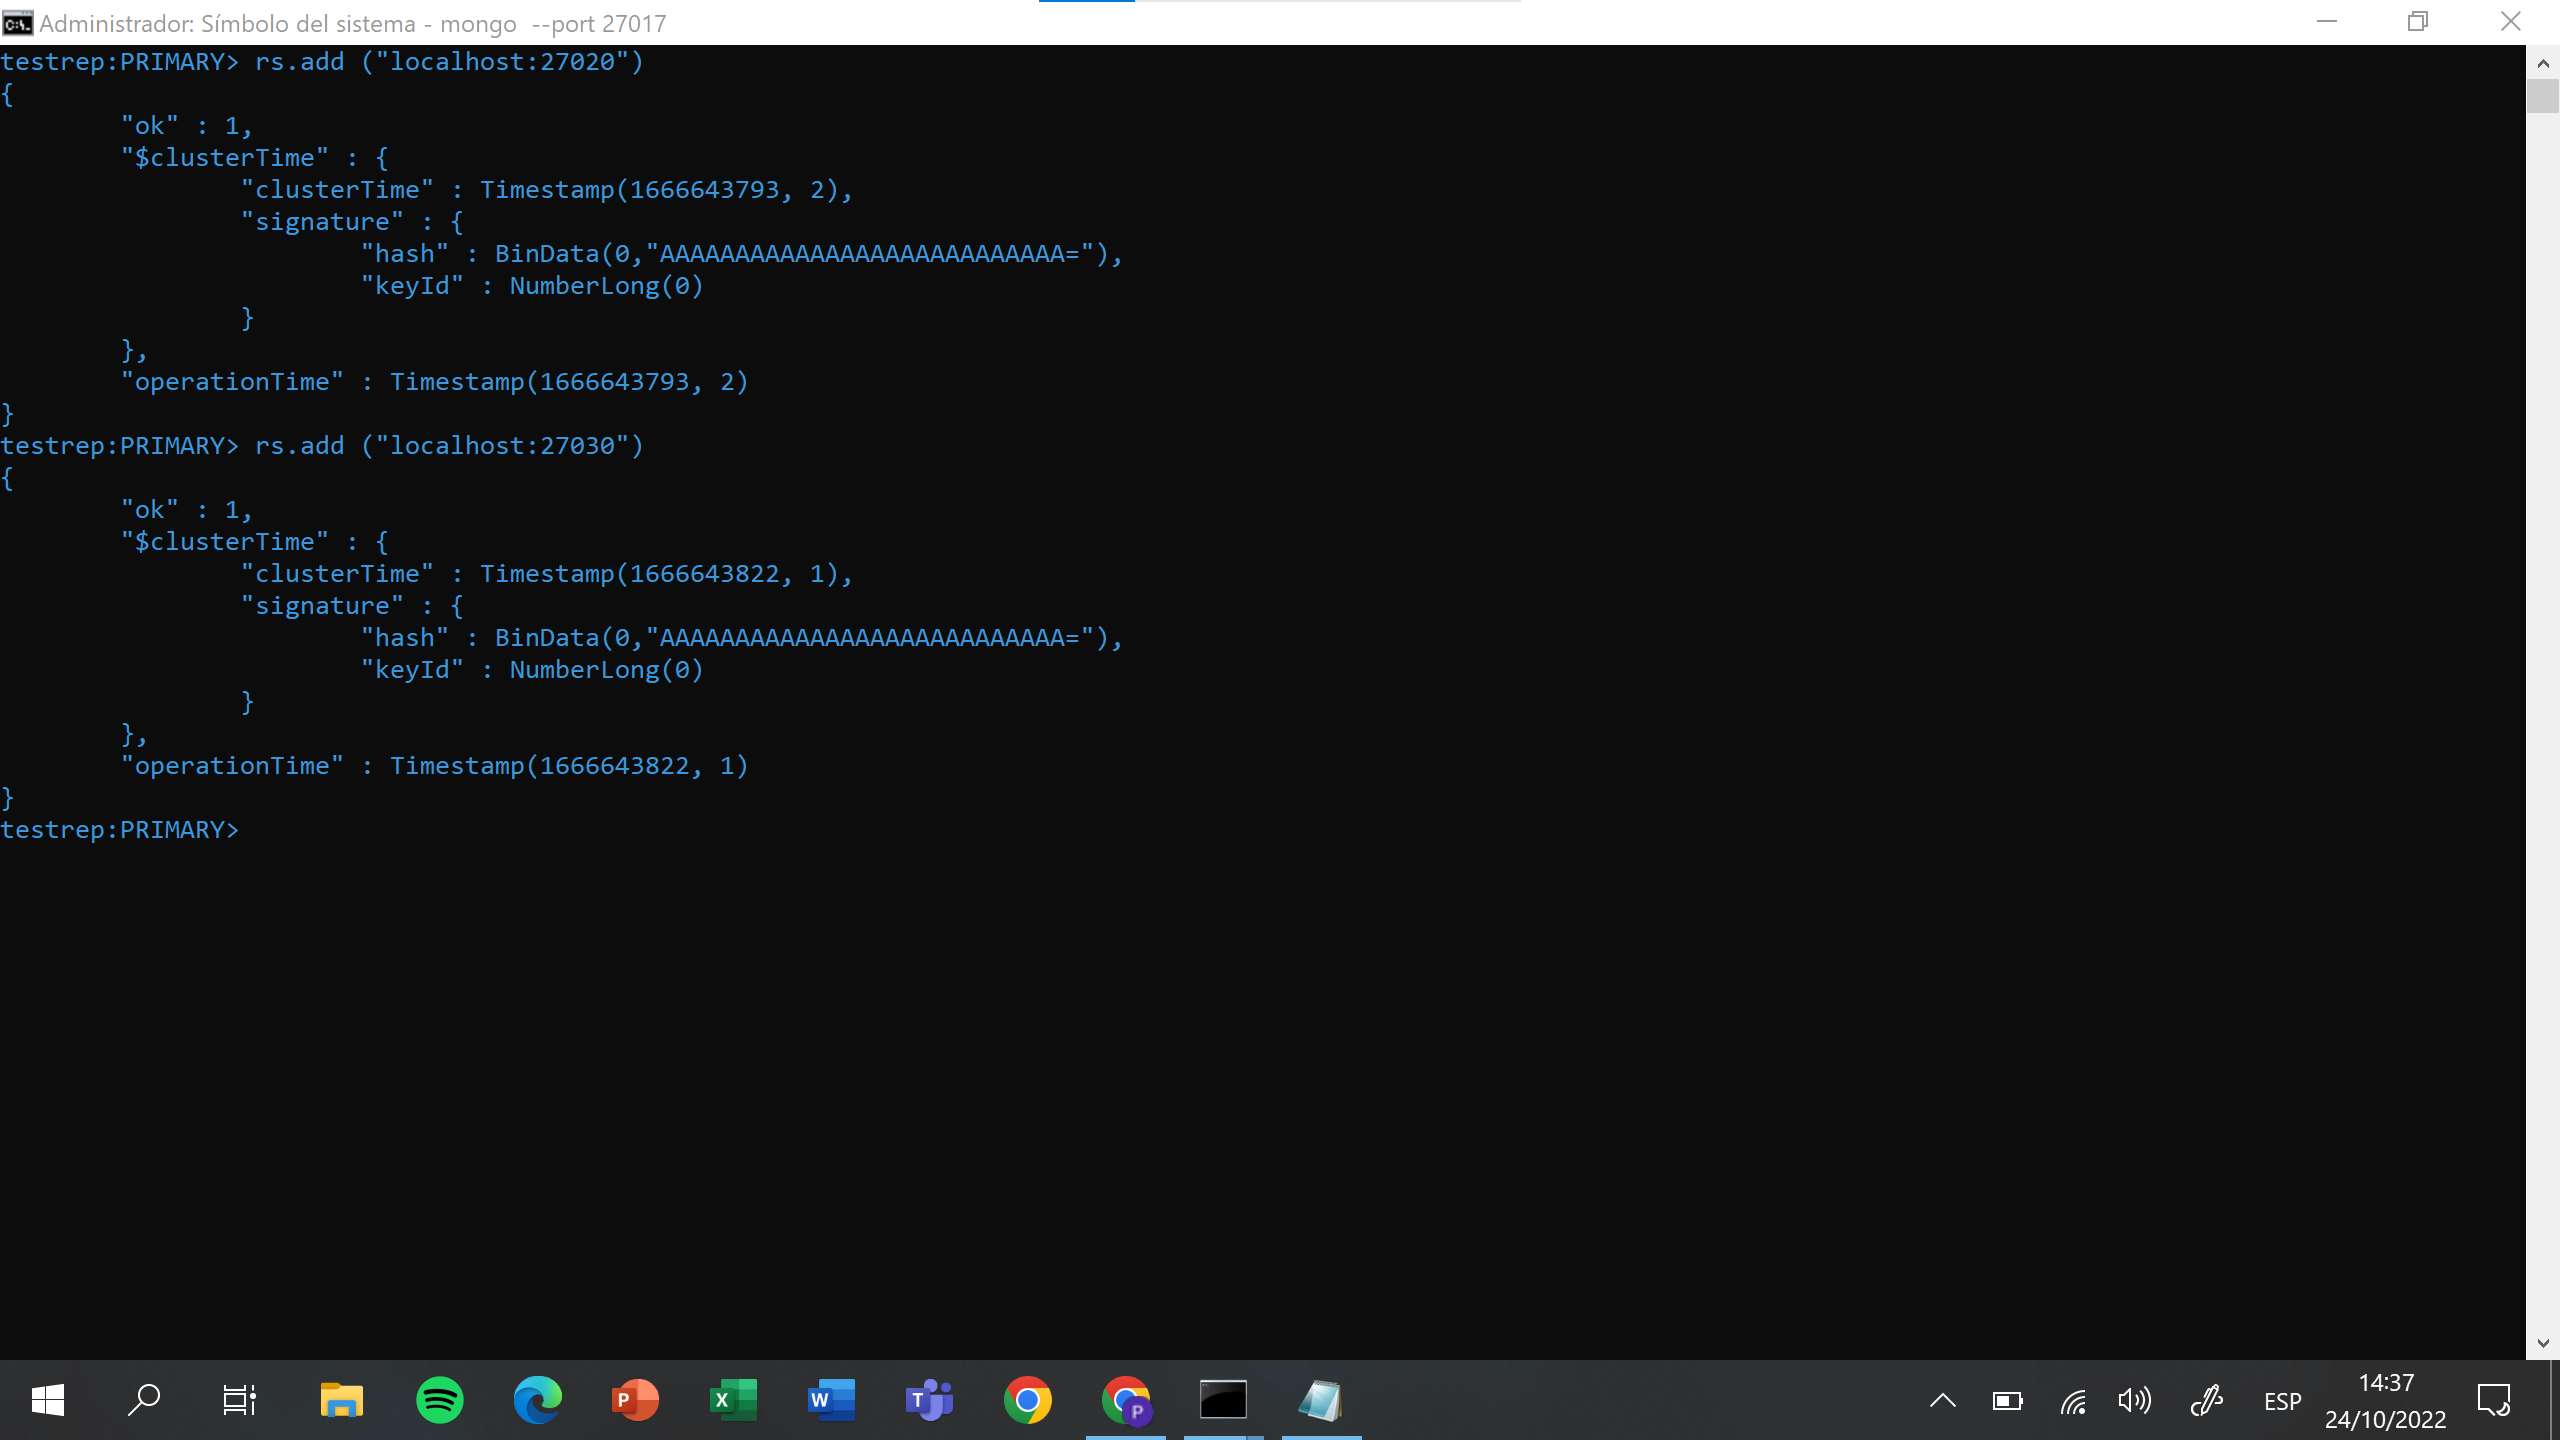 Administrador: Símbolo del sistema - mongo  --port 27017
testrep:PRIMARY> rs.add ("localhost:27020")
{
        "ok" : 1,
        "$clusterTime" : {
                "clusterTime" : Timestamp(1666643793, 2),
                "signature" : {
                        "hash" : BinData(0,"AAAAAAAAAAAAAAAAAAAAAAAAAAA="),
                        "keyId" : NumberLong(0)
                }
        },
        "operationTime" : Timestamp(1666643793, 2)
}
testrep:PRIMARY> rs.add ("localhost:27030")
{
        "ok" : 1,
        "$clusterTime" : {
                "clusterTime" : Timestamp(1666643822, 1),
                "signature" : {
                        "hash" : BinData(0,"AAAAAAAAAAAAAAAAAAAAAAAAAAA="),
                        "keyId" : NumberLong(0)
                }
        },
        "operationTime" : Timestamp(1666643822, 1)
}
testrep:PRIMARY>
P X W T P ESP 14:37
24/10/2022